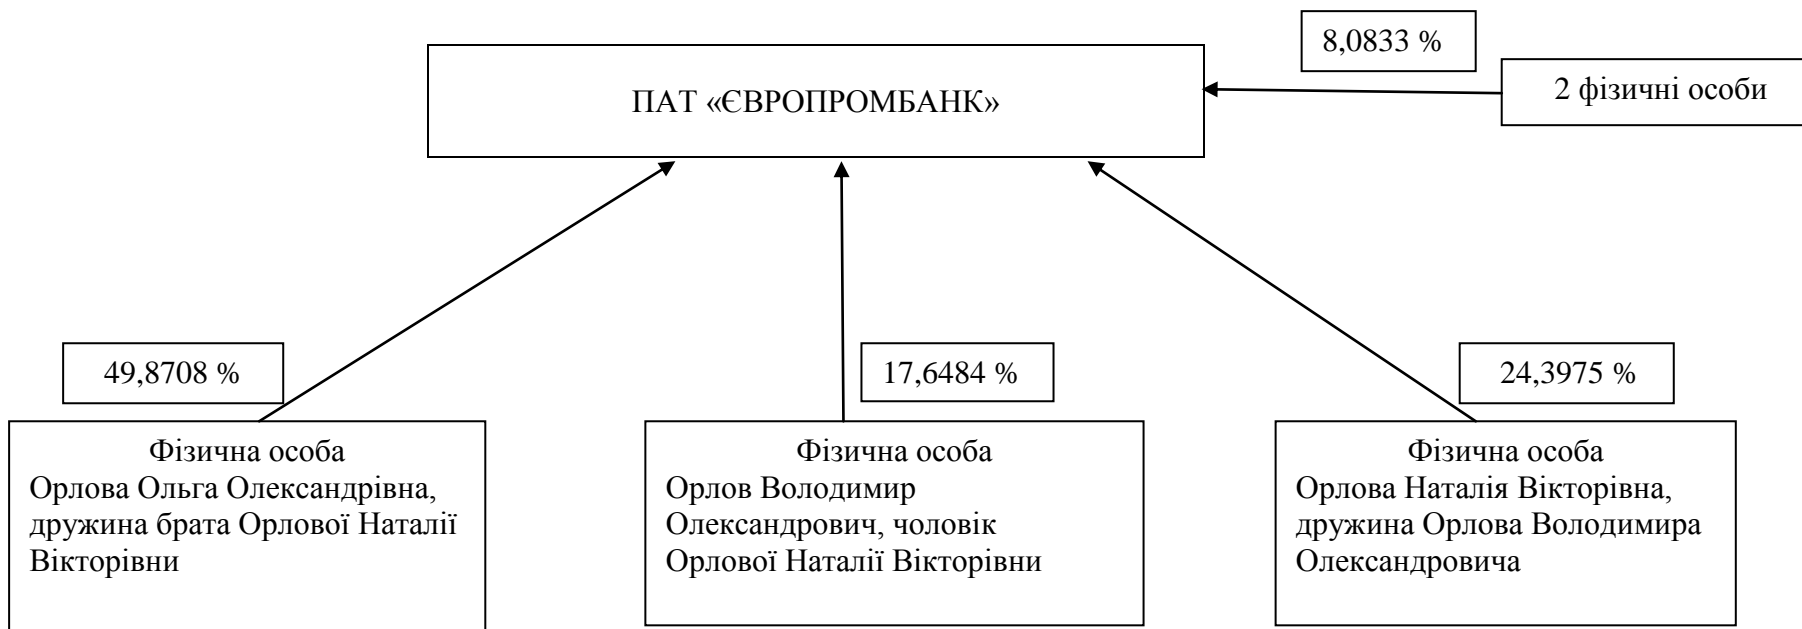 8,0833 %
ПАТ «ЄВРОПРОМБАНК»
2 фізичні особи
49,8708 %
17,6484 %
24,3975 %
Фізична особа
Орлова Ольга Олександрівна,
дружина брата Орлової Наталії
Вікторівни
Фізична особа
Орлов Володимир
Олександрович, чоловік
Орлової Наталії Вікторівни
Фізична особа
Орлова Наталія Вікторівна,
дружина Орлова Володимира
Олександровича